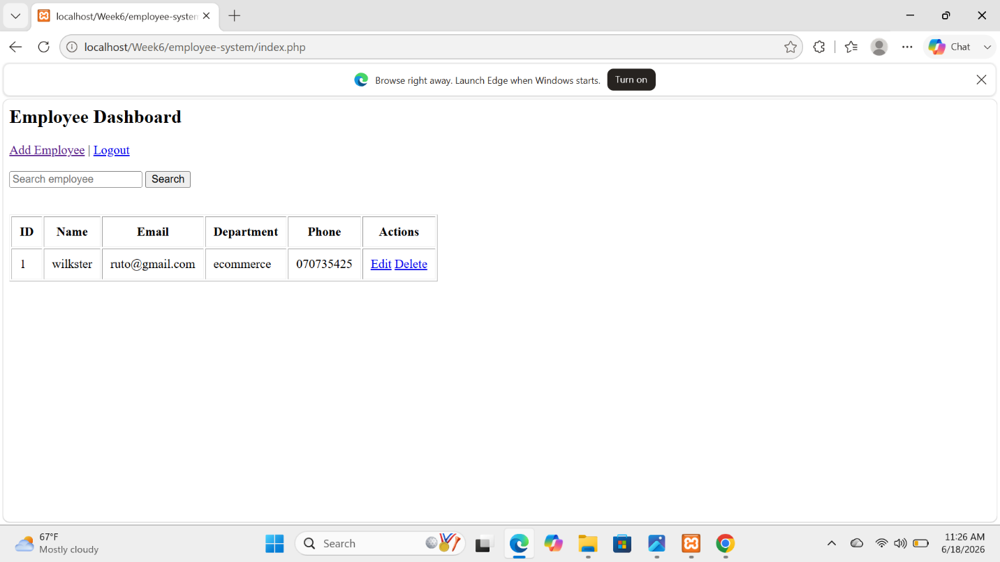 localhost/Week6/employee-system
localhost/Week6/employee-system/index.php
Chat
Browse right away. Launch Edge when Windows starts. Turn on
Employee Dashboard
Add Employee | Logout
Search employee Search
ID Name Email Department Phone Actions
1 wilkster ruto@gmail.com ecommerce 070735425 Edit Delete
67°F
Mostly cloudy
Search
11:26 AM
6/18/2026